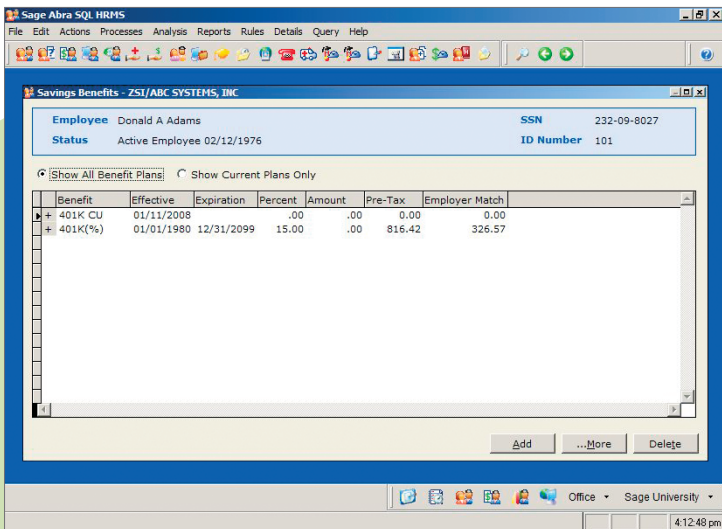 Sage Abra SQL HRMS
File Edit Actions Processes Analysis Reports Rules Details Query Help
Savings Benefits - ZSI/ABC SYSTEMS, INC
Employee Donald A Adams SSN 232-09-8027
Status Active Employee 02/12/1976 ID Number 101
Show All Benefit Plans Show Current Plans Only
Benefit Effective Expiration Percent Amount Pre-Tax Employer Match
+ 401K CU 01/11/2008 .00 .00 0.00 0.00
+ 401K(%) 01/01/1980 12/31/2099 15.00 .00 816.42 326.57
Add ...More Delete
Office Sage University
4:12:48 pm